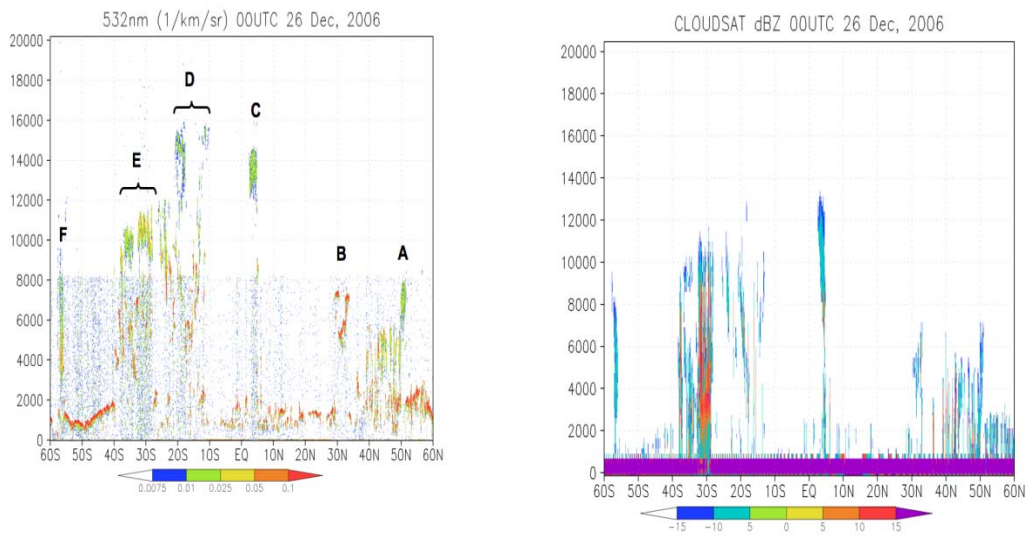 532nm (1/km/sr) 00UTC 26 Dec, 2006
20000
18000
16000
14000
12000
10000
8000
6000
4000
2000
0
D
C
E
F
B
A
60S 50S 40S 30S 20S 10S EQ 10N 20N 30N 40N 50N 60N
0.0075 0.01 0.025 0.05 0.1
CLOUDSAT dBZ 00UTC 26 Dec, 2006
20000
18000
16000
14000
12000
10000
8000
6000
4000
2000
0
60S 50S 40S 30S 20S 10S EQ 10N 20N 30N 40N 50N 60N
-15 -10 5 0 5 10 15